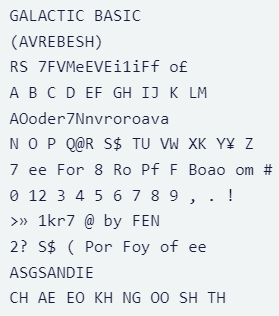 GALACTIC BASIC
(AVREBESH)
RS 7FVMeEVEi1iFf o£
A B C D EF GH IJ K LM
AOoder7Nnvroroava
N O P Q@R S$ TU VW XK Y¥ Z
7 ee For 8 Ro Pf F Boao om #
0 12 3 4 5 6 7 8 9 , . !
>» 1kr7 @ by FEN
2? S$ ( Por Foy of ee
ASGSANDIE
CH AE EO KH NG OO SH TH